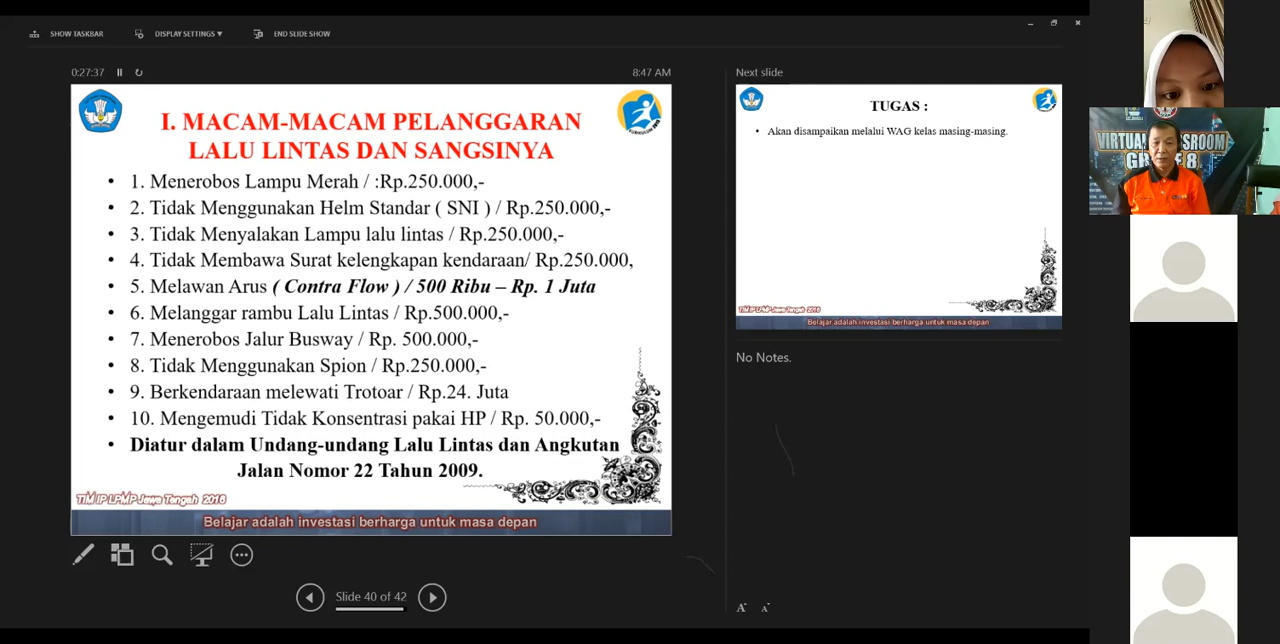 SHOW TASKBAR
DISPLAY SETTINGS ▼
END SLIDE SHOW
0:27:37
8:47 AM
I. MACAM-MACAM PELANGGARAN
LALU LINTAS DAN SANGSINYA
• 1. Menerobos Lampu Merah / :Rp.250.000,-
• 2. Tidak Menggunakan Helm Standar ( SNI ) / Rp.250.000,-
• 3. Tidak Menyalakan Lampu lalu lintas / Rp.250.000,-
• 4. Tidak Membawa Surat kelengkapan kendaraan/ Rp.250.000,
• 5. Melawan Arus ( Contra Flow ) / 500 Ribu – Rp. 1 Juta
• 6. Melanggar rambu Lalu Lintas / Rp.500.000,-
• 7. Menerobos Jalur Busway / Rp. 500.000,-
• 8. Tidak Menggunakan Spion / Rp.250.000,-
• 9. Berkendaraan melewati Trotoar / Rp.24. Juta
• 10. Mengemudi Tidak Konsentrasi pakai HP / Rp. 50.000,-
• Diatur dalam Undang-undang Lalu Lintas dan Angkutan
Jalan Nomor 22 Tahun 2009.
TIM IP LPMP Jawa Tengah 2018
Belajar adalah investasi berharga untuk masa depan
Slide 40 of 42
Next slide
TUGAS :
• Akan disampaikan melalui WAG kelas masing-masing.
TIM IP LPMP Jawa Tengah 2018
Belajar adalah investasi berharga untuk masa depan
No Notes.
A
A
VIRTUAL